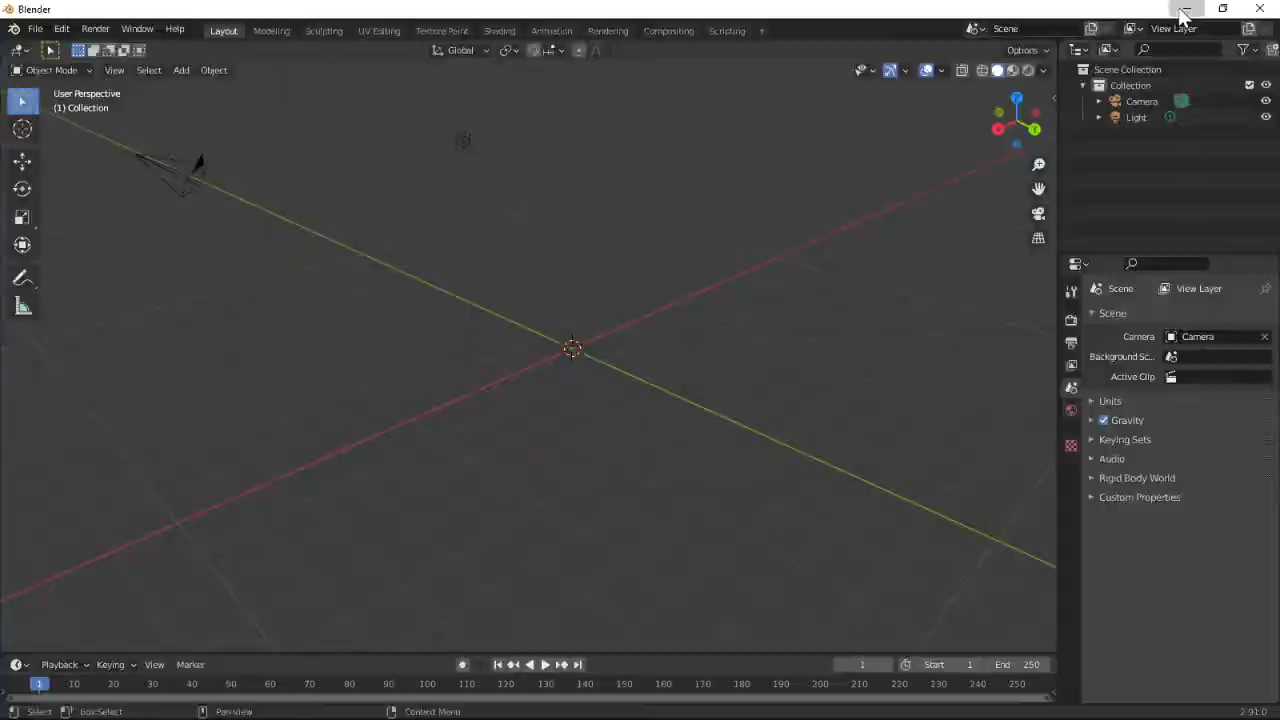 Blender
File Edit Render Window Help
Layout Modeling Sculpting UV Editing Texture Paint Shading Animation Rendering Compositing Scripting +
Scene
View Layer
Global
Options
Object Mode View Select Add Object
User Perspective
(1) Collection
Z
X
Y
Scene Collection
Collection
Camera
Light
Scene View Layer
Scene
Camera Camera
Background Sc...
Active Clip
Units
Gravity
Keying Sets
Audio
Rigid Body World
Custom Properties
Playback Keying View Marker
1 Start 1 End 250
1 10 20 30 40 50 60 70 80 90 100 110 120 130 140 150 160 170 180 190 200 210 220 230 240 250
Select Box Select Pan View Context Menu 2.91.0